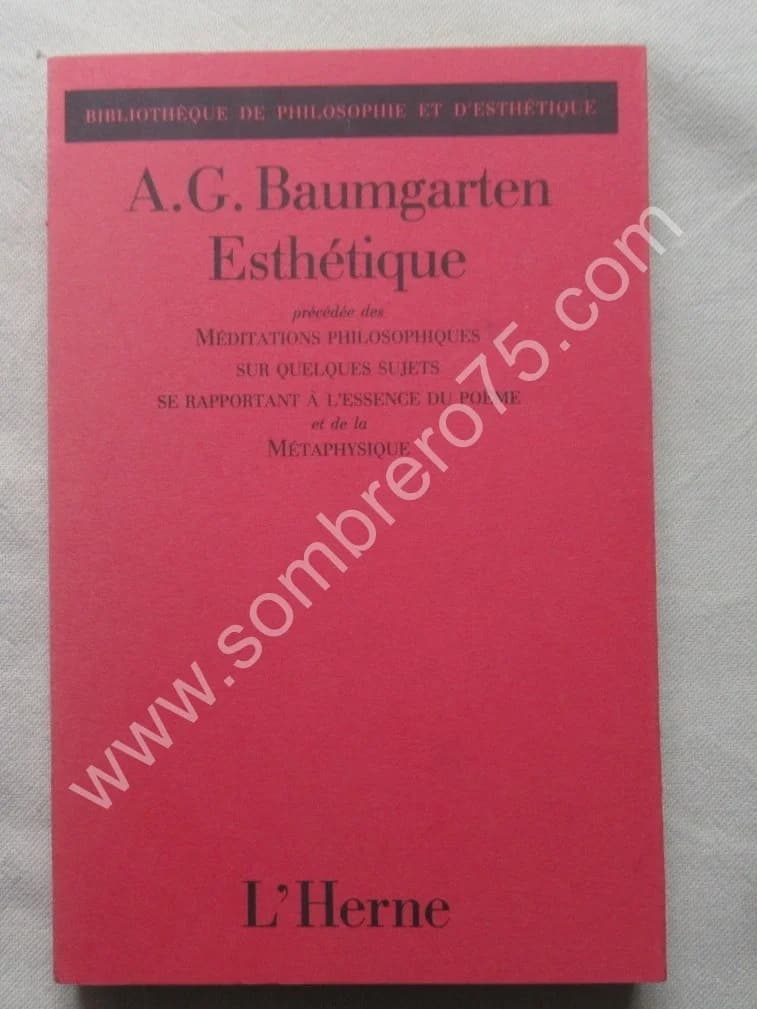 BIBLIOTHÈQUE DE PHILOSOPHIE ET D'ESTHÉTIQUE
A.G. Baumgarten
Esthétique
précédée des
MÉDITATIONS PHILOSOPHIQUES
SUR QUELQUES SUJETS
SE RAPPORTANT À L'ESSENCE DU POÈME
et de la
MÉTAPHYSIQUE
www.sombrero75.com
L'Herne